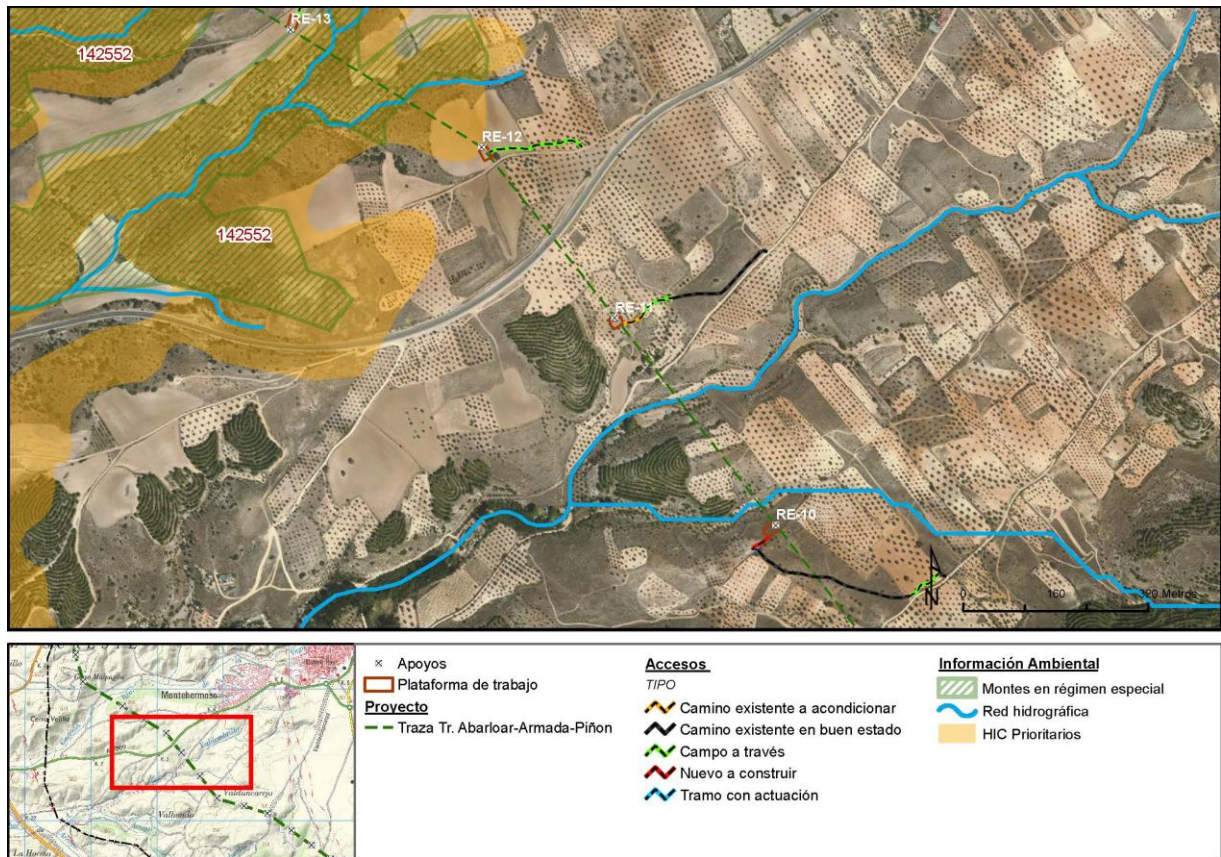 RE-13
142552
RE-12
142552
RE-11
RE-10
N
0 160 320 Metros
Montehermoso
Valduncarejo
Apoyos
Plataforma de trabajo
Proyecto
Traza Tr. Abarloar-Armada-Piñon
Accesos
TIPO
Camino existente a acondicionar
Camino existente en buen estado
Campo a través
Nuevo a construir
Tramo con actuación
Información Ambiental
Montes en régimen especial
Red hidrográfica
HIC Prioritarios